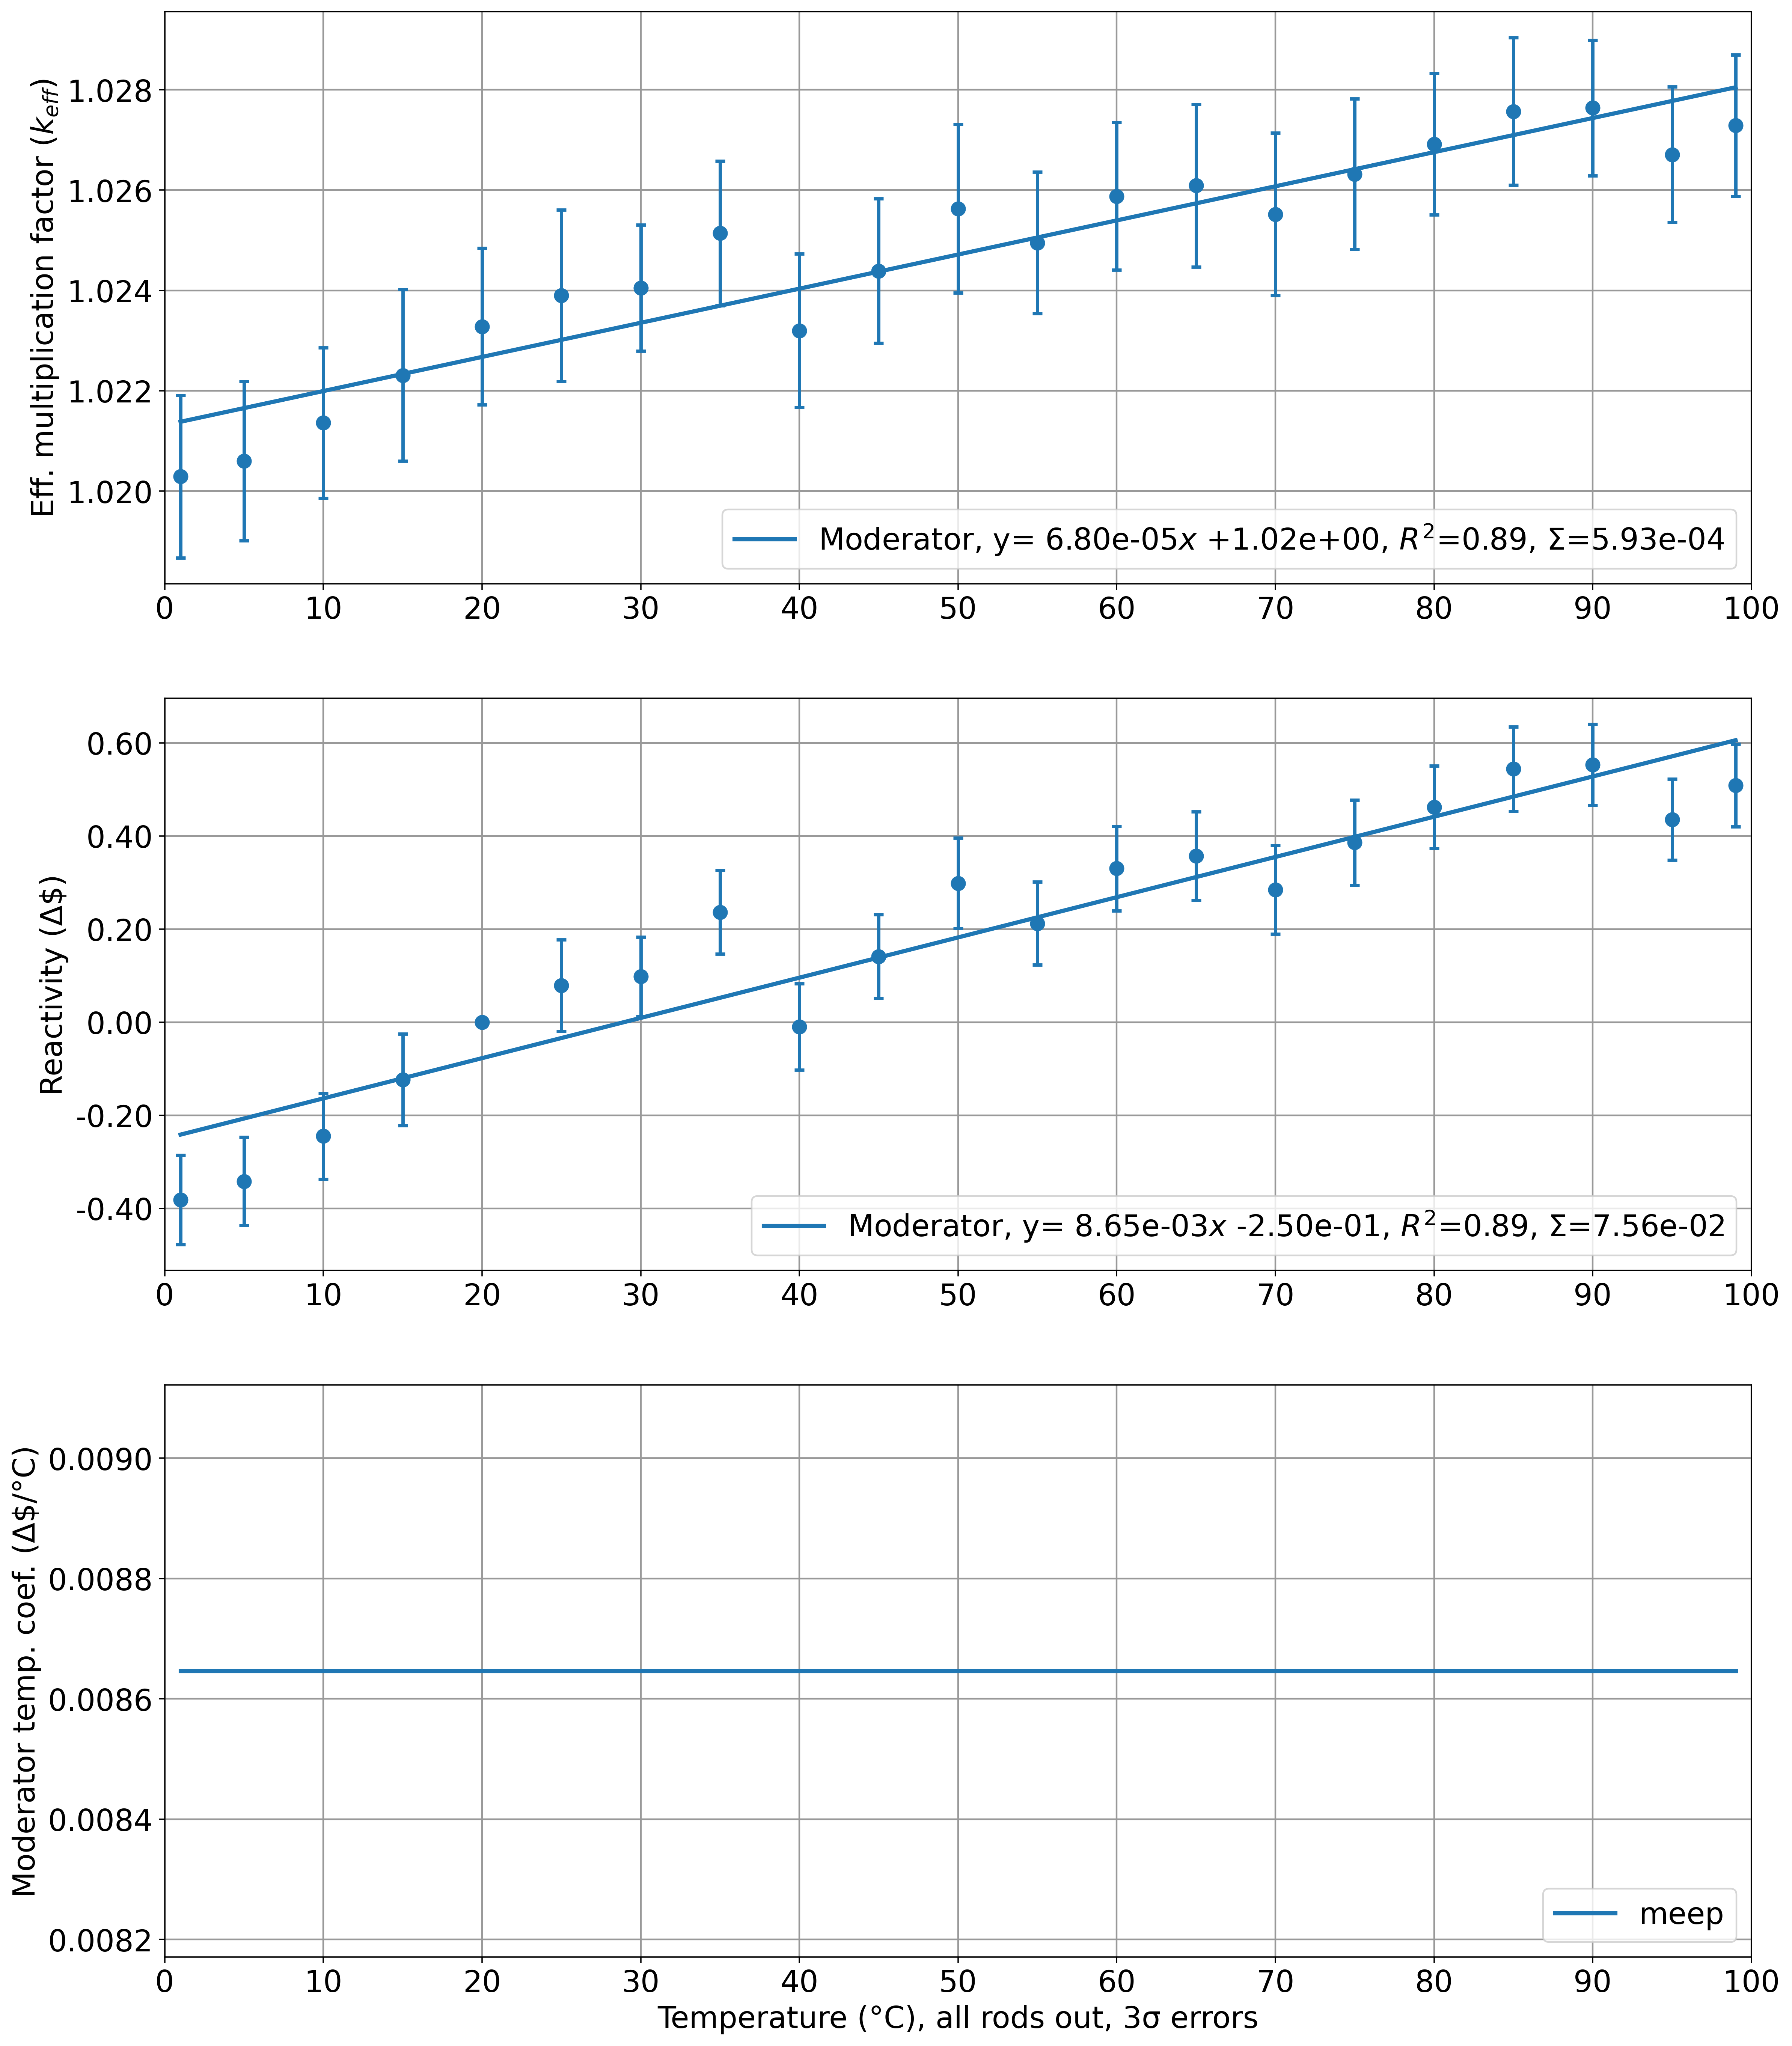 Eff. multiplication factor (k_eff)
1.028
1.026
1.024
1.022
1.020
Moderator, y= 6.80e-05x +1.02e+00, R²=0.89, Σ=5.93e-04
0 10 20 30 40 50 60 70 80 90 100
Reactivity (Δ$)
0.60
0.40
0.20
0.00
-0.20
-0.40
Moderator, y= 8.65e-03x -2.50e-01, R²=0.89, Σ=7.56e-02
0 10 20 30 40 50 60 70 80 90 100
Moderator temp. coef. (Δ$/°C)
0.0090
0.0088
0.0086
0.0084
0.0082
meep
0 10 20 30 40 50 60 70 80 90 100
Temperature (°C), all rods out, 3σ errors